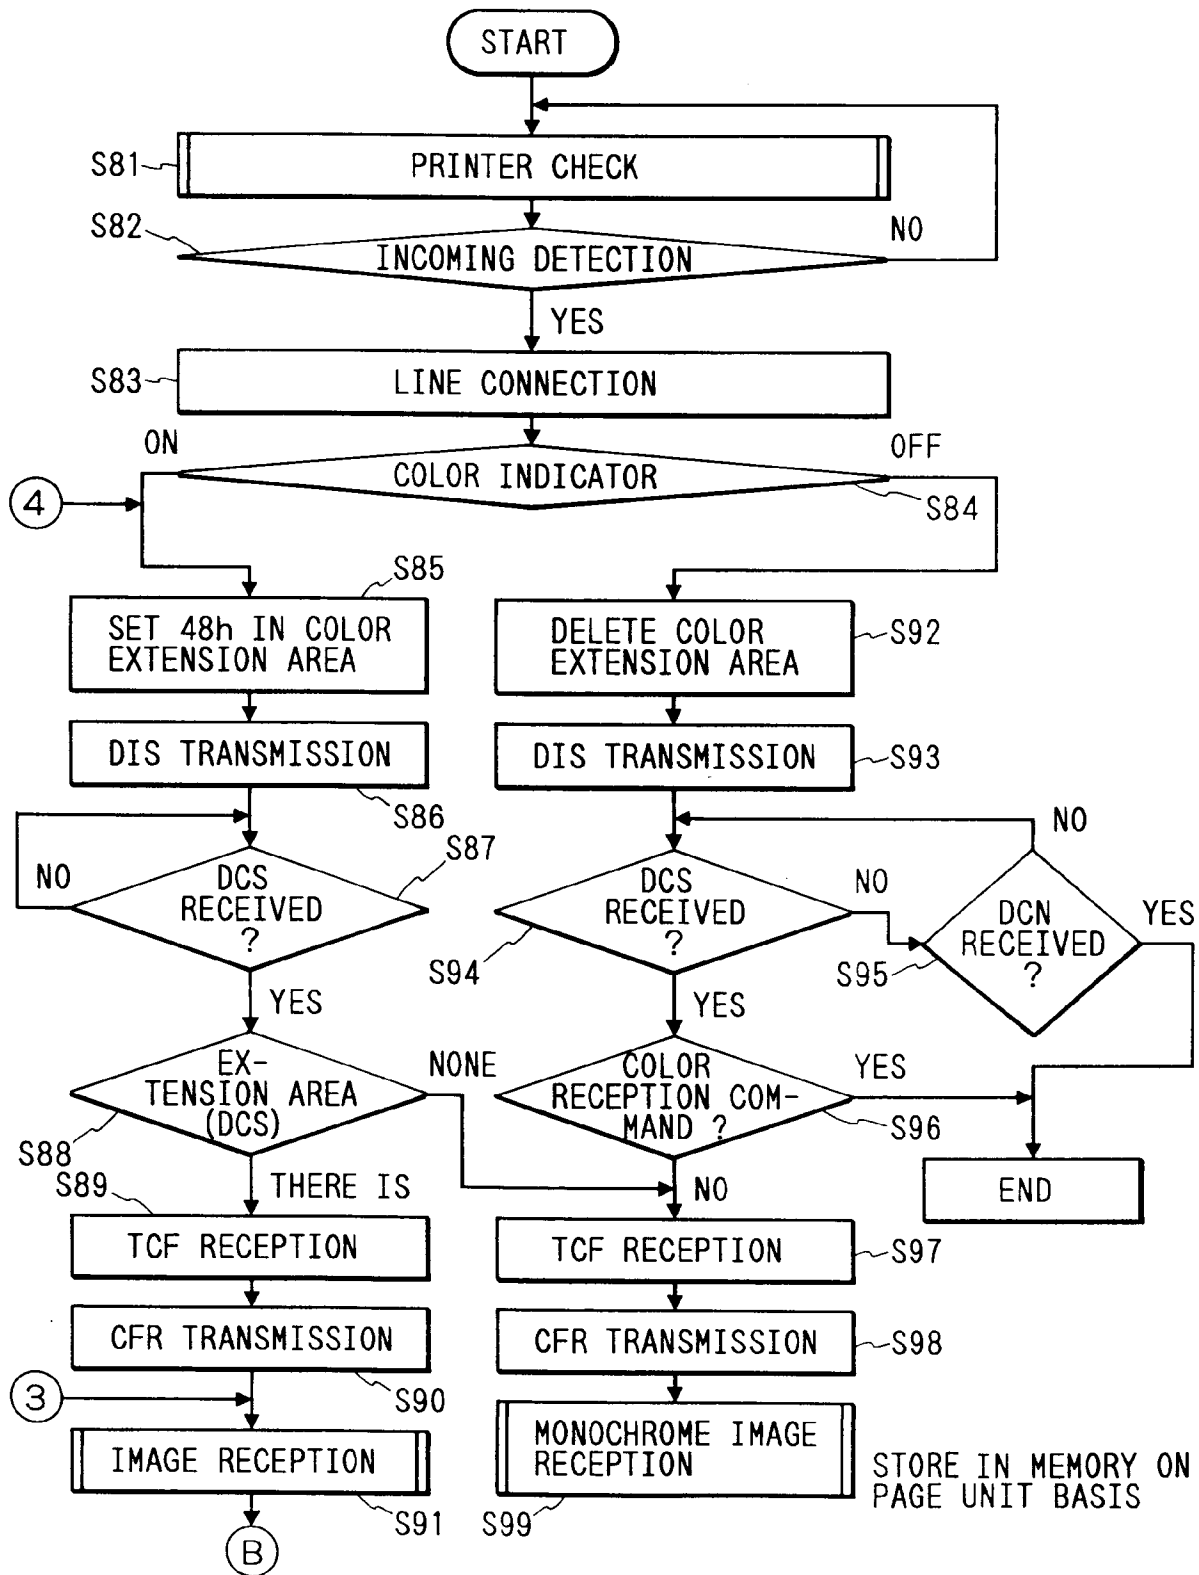 START
S81
PRINTER CHECK
S82
NO
INCOMING DETECTION
YES
S83
LINE CONNECTION
ON
OFF
COLOR INDICATOR
4
S84
S85
SET 48h IN COLOR
EXTENSION AREA
DELETE COLOR
EXTENSION AREA
S92
DIS TRANSMISSION
DIS TRANSMISSION
S93
S86
NO
S87
NO
DCS
RECEIVED
?
DCS
RECEIVED
?
NO
DCN
RECEIVED
?
YES
S94
S95
YES
YES
EX-
TENSION AREA
(DCS)
NONE
COLOR
RECEPTION COM-
MAND ?
YES
S88
S96
S89
THERE IS
NO
END
TCF RECEPTION
TCF RECEPTION
S97
CFR TRANSMISSION
CFR TRANSMISSION
S98
3
S90
IMAGE RECEPTION
MONOCHROME IMAGE
RECEPTION
STORE IN MEMORY ON
PAGE UNIT BASIS
S91
S99
B